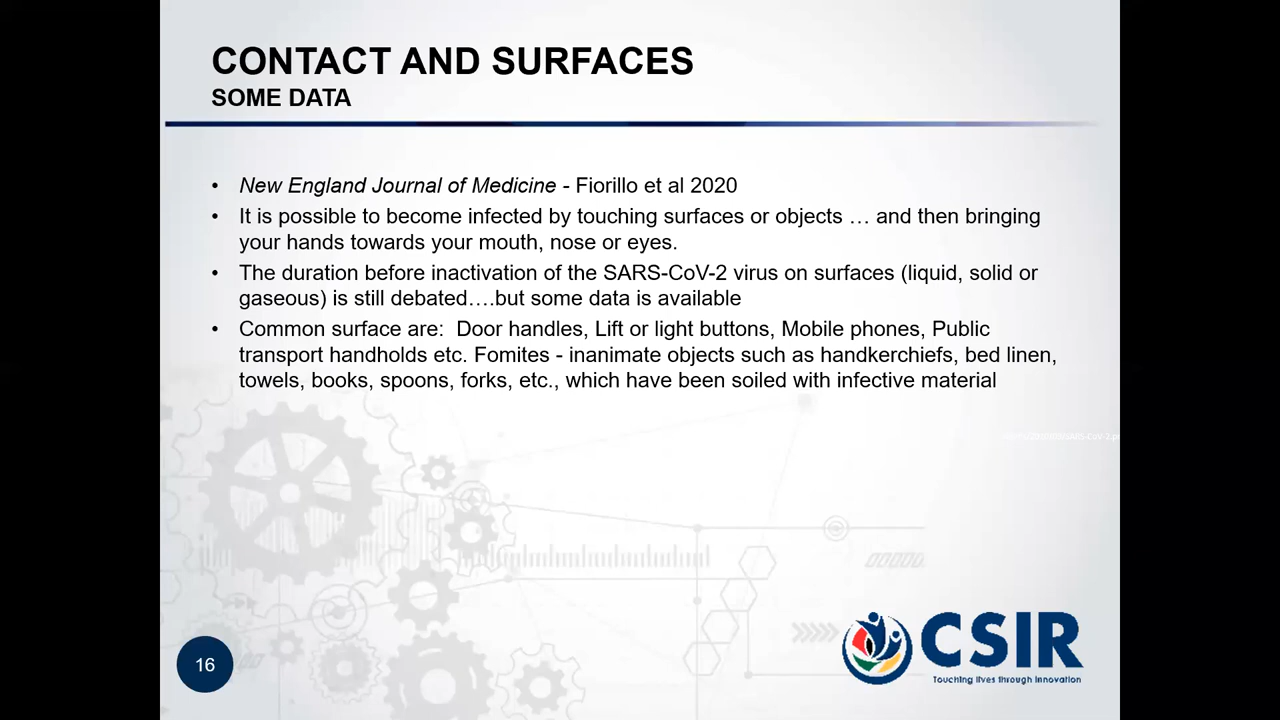 CONTACT AND SURFACES
SOME DATA
• New England Journal of Medicine - Fiorillo et al 2020
• It is possible to become infected by touching surfaces or objects … and then bringing
your hands towards your mouth, nose or eyes.
• The duration before inactivation of the SARS-CoV-2 virus on surfaces (liquid, solid or
gaseous) is still debated….but some data is available
• Common surface are:  Door handles, Lift or light buttons, Mobile phones, Public
transport handholds etc. Fomites - inanimate objects such as handkerchiefs, bed linen,
towels, books, spoons, forks, etc., which have been soiled with infective material
16
CSIR
Touching lives through innovation